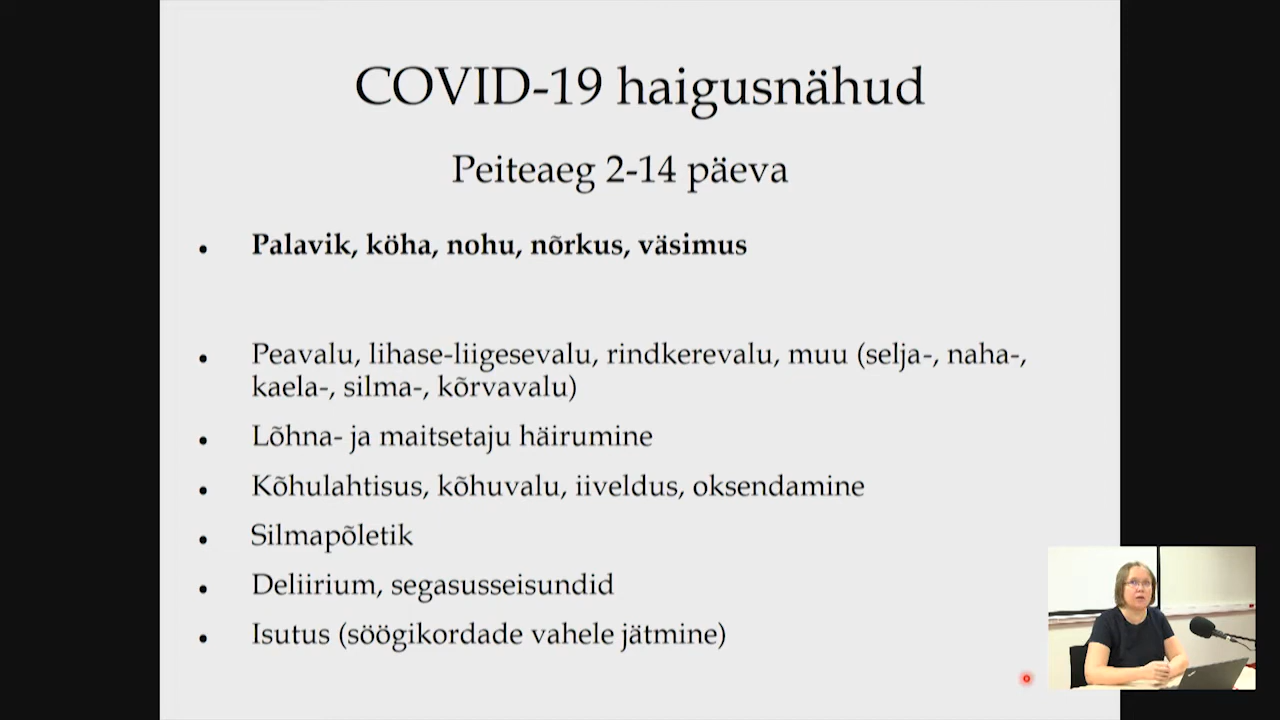 COVID-19 haigusnähud
Peiteaeg 2-14 päeva
• Palavik, köha, nohu, nõrkus, väsimus
• Peavalu, lihase-liigesevalu, rindkerevalu, muu (selja-, naha-,
kaela-, silma-, kõrvavalu)
• Lõhna- ja maitsetaju häirumine
• Kõhulahtisus, kõhuvalu, iiveldus, oksendamine
• Silmapõletik
• Deliirium, segasusseisundid
• Isutus (söögikordade vahele jätmine)